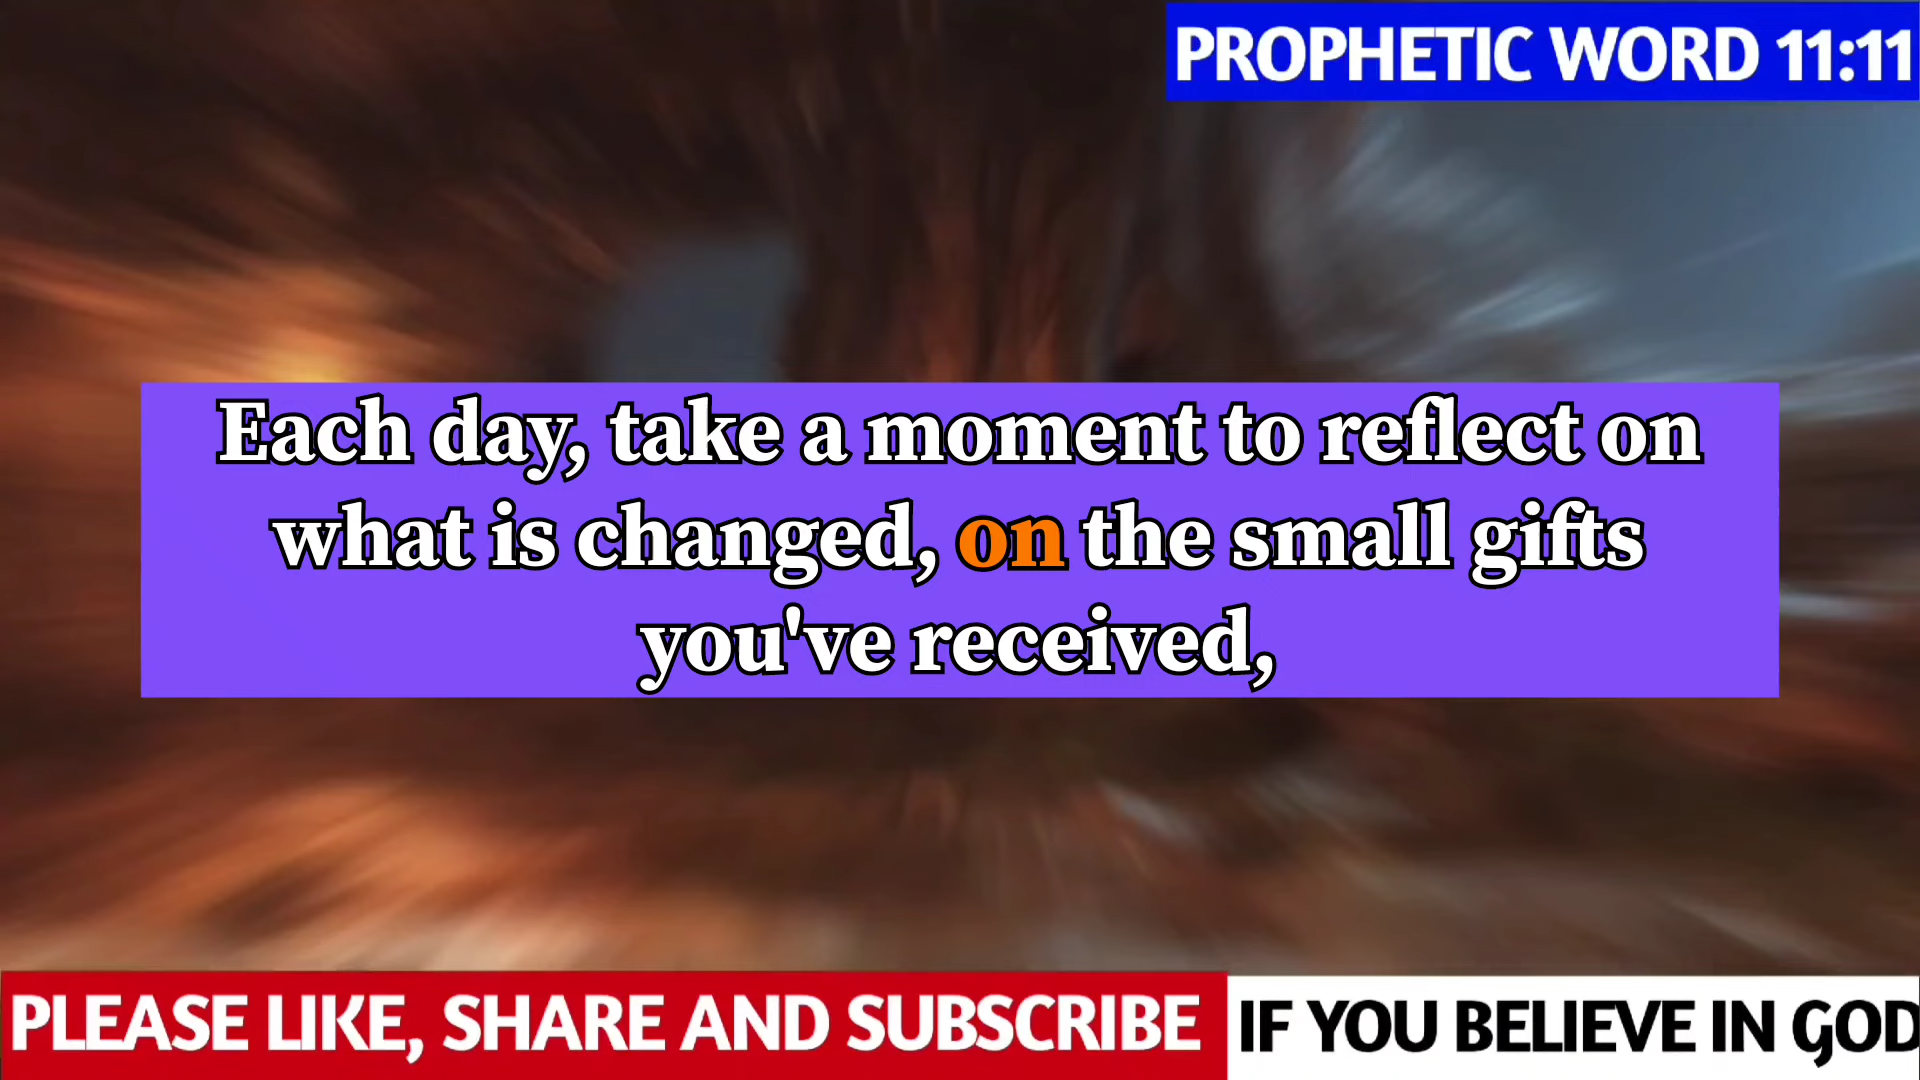 PROPHETIC WORD 11:11
Each day, take a moment to reflect on
what is changed, on the small gifts
you've received,
PLEASE LIKE, SHARE AND SUBSCRIBE IF YOU BELIEVE IN GOD